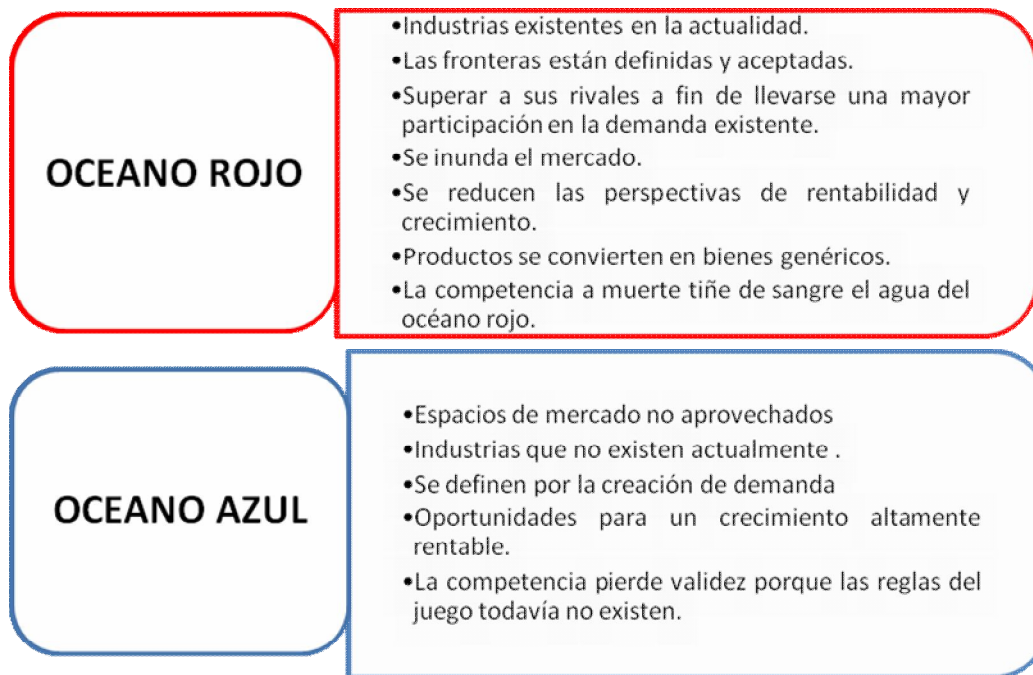 OCEANO ROJO
•Industrias existentes en la actualidad.
•Las fronteras están definidas y aceptadas.
•Superar a sus rivales a fin de llevarse una mayor
participación en la demanda existente.
•Se inunda el mercado.
•Se reducen las perspectivas de rentabilidad y
crecimiento.
•Productos se convierten en bienes genéricos.
•La competencia a muerte tiñe de sangre el agua del
océano rojo.
OCEANO AZUL
•Espacios de mercado no aprovechados
•Industrias que no existen actualmente .
•Se definen por la creación de demanda
•Oportunidades para un crecimiento altamente
rentable.
•La competencia pierde validez porque las reglas del
juego todavía no existen.